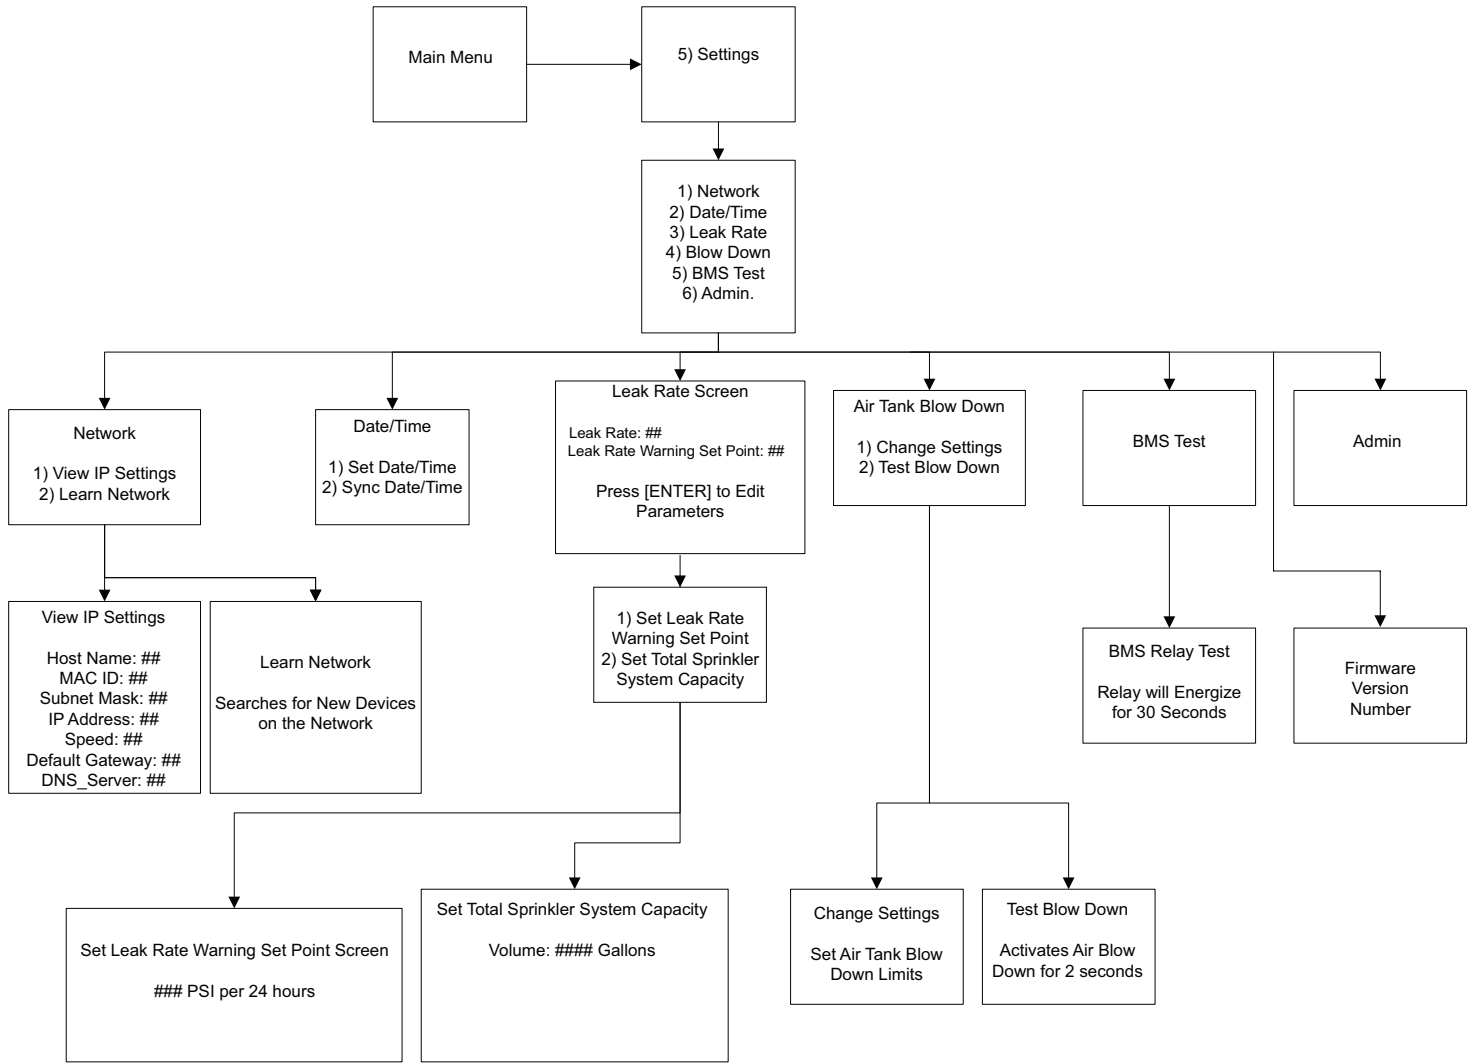 Main Menu
5) Settings
1) Network
2) Date/Time
3) Leak Rate
4) Blow Down
5) BMS Test
6) Admin.
Network
1) View IP Settings
2) Learn Network
Date/Time
1) Set Date/Time
2) Sync Date/Time
Leak Rate Screen
Leak Rate: ##
Leak Rate Warning Set Point: ##
Press [ENTER] to Edit
Parameters
Air Tank Blow Down
1) Change Settings
2) Test Blow Down
BMS Test
Admin
View IP Settings
Host Name: ##
MAC ID: ##
Subnet Mask: ##
IP Address: ##
Speed: ##
Default Gateway: ##
DNS_Server: ##
Learn Network
Searches for New Devices
on the Network
1) Set Leak Rate
Warning Set Point
2) Set Total Sprinkler
System Capacity
BMS Relay Test
Relay will Energize
for 30 Seconds
Firmware
Version
Number
Set Leak Rate Warning Set Point Screen
### PSI per 24 hours
Set Total Sprinkler System Capacity
Volume: #### Gallons
Change Settings
Set Air Tank Blow
Down Limits
Test Blow Down
Activates Air Blow
Down for 2 seconds